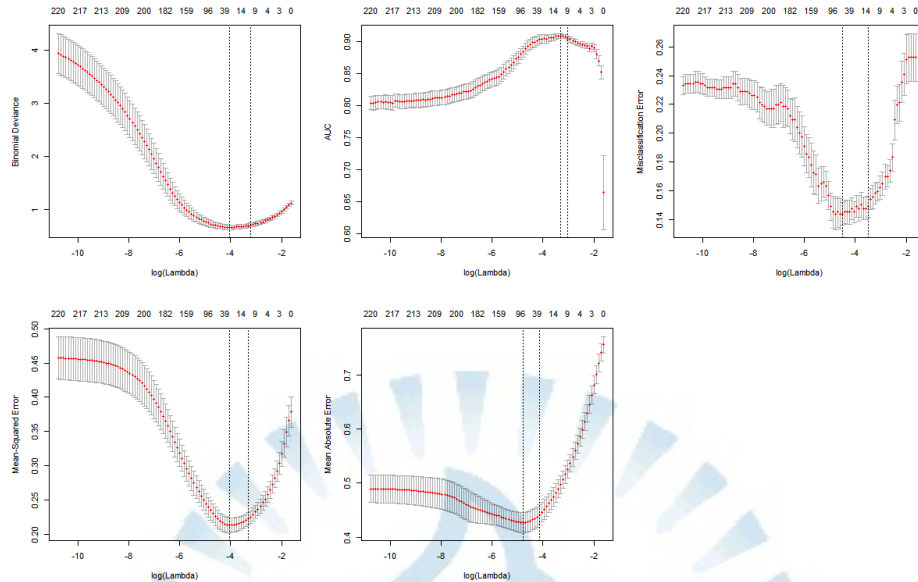 220 217 213 209 200 182 159 96 39 14 9 4 3 0
Binomial Deviance
4
3
2
1
-10 -8 -6 -4 -2
log(Lambda)
220 217 213 209 200 182 159 96 39 14 9 4 3 0
AUC
0.90
0.85
0.80
0.75
0.70
0.65
0.60
-10 -8 -6 -4 -2
log(Lambda)
220 217 213 209 200 182 159 96 39 14 9 4 3 0
Misclassification Error
0.26
0.24
0.22
0.20
0.18
0.16
0.14
-10 -8 -6 -4 -2
log(Lambda)
220 217 213 209 200 182 159 96 39 14 9 4 3 0
Mean-Squared Error
0.50
0.45
0.40
0.35
0.30
0.25
0.20
-10 -8 -6 -4 -2
log(Lambda)
220 217 213 209 200 182 159 96 39 14 9 4 3 0
Mean Absolute Error
0.7
0.6
0.5
0.4
-10 -8 -6 -4 -2
log(Lambda)